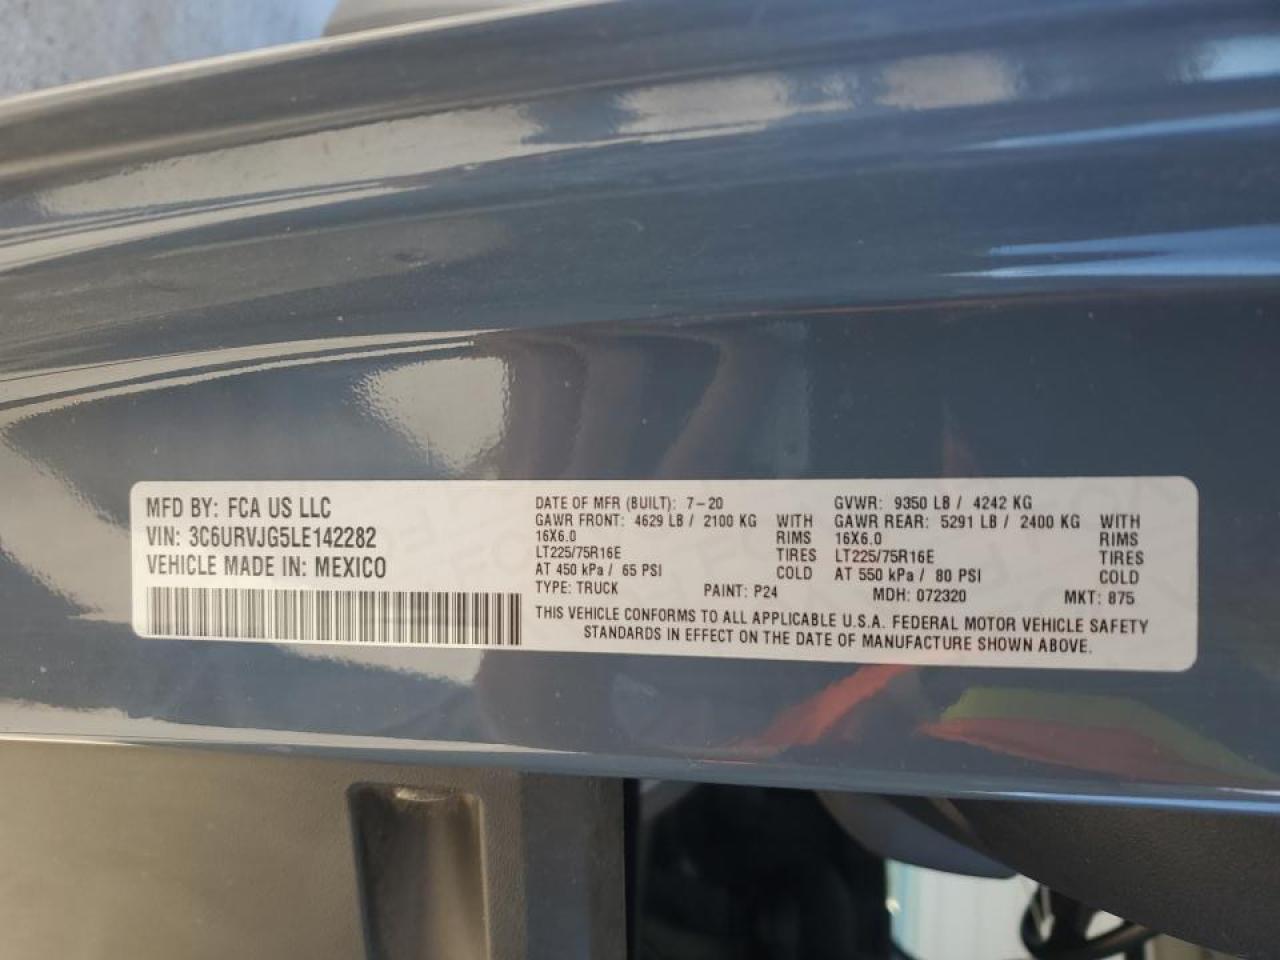 MFD BY: FCA US LLC
VIN: 3C6URVJG5LE142282
VEHICLE MADE IN: MEXICO
DATE OF MFR (BUILT): 7-20 GVWR: 9350 LB / 4242 KG
GAWR FRONT: 4629 LB / 2100 KG WITH GAWR REAR: 5291 LB / 2400 KG WITH
16X6.0 RIMS 16X6.0 RIMS
LT225/75R16E TIRES LT225/75R16E TIRES
AT 450 kPa / 65 PSI COLD AT 550 kPa / 80 PSI COLD
TYPE: TRUCK PAINT: P24 MDH: 072320 MKT: 875
THIS VEHICLE CONFORMS TO ALL APPLICABLE U.S.A. FEDERAL MOTOR VEHICLE SAFETY
STANDARDS IN EFFECT ON THE DATE OF MANUFACTURE SHOWN ABOVE.